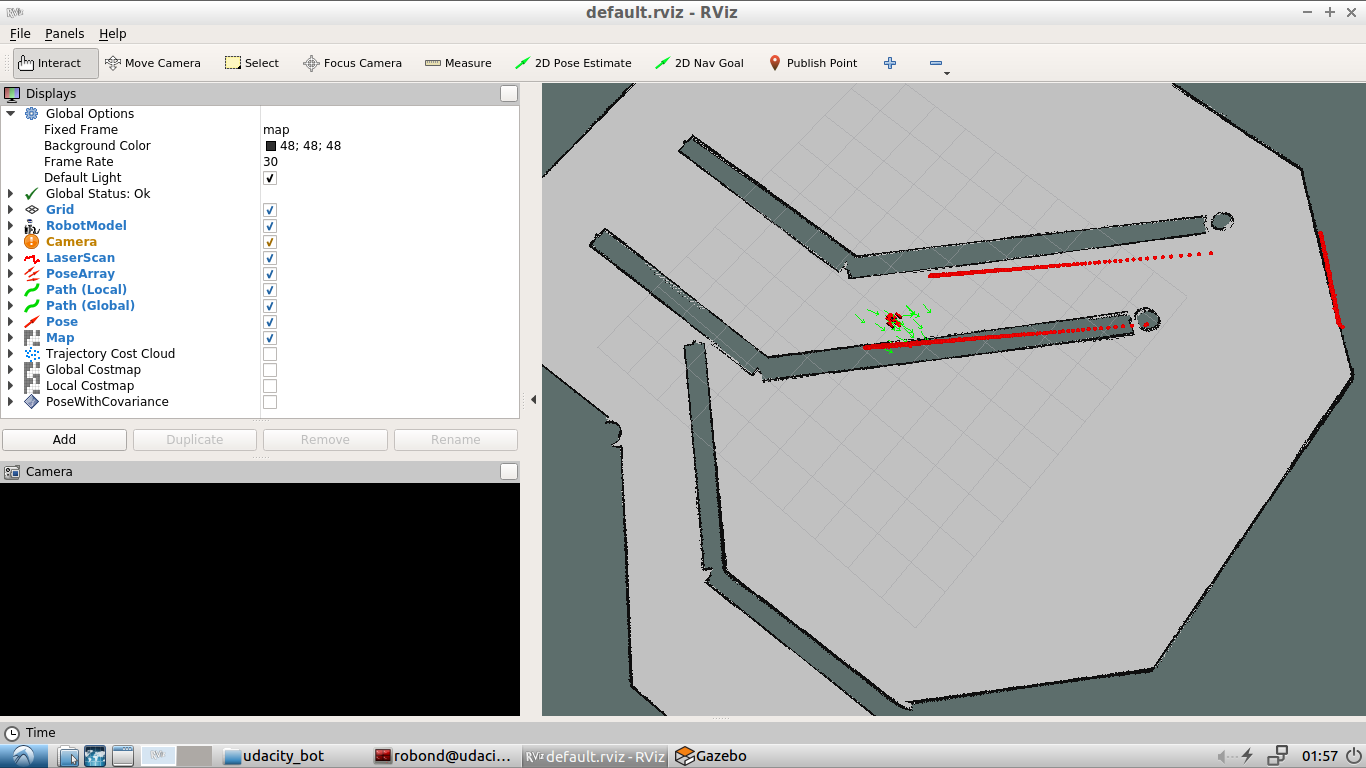 RViz default.rviz - RViz
File Panels Help
Interact Move Camera Select Focus Camera Measure 2D Pose Estimate 2D Nav Goal Publish Point
Displays
Global Options
Fixed Frame map
Background Color 48; 48; 48
Frame Rate 30
Default Light
Global Status: Ok
Grid
RobotModel
Camera
LaserScan
PoseArray
Path (Local)
Path (Global)
Pose
Map
Trajectory Cost Cloud
Global Costmap
Local Costmap
PoseWithCovariance
Add Duplicate Remove Rename
Camera
Time
RViz udacity_bot robond@udaci... RViz default.rviz - RViz Gazebo 01:57